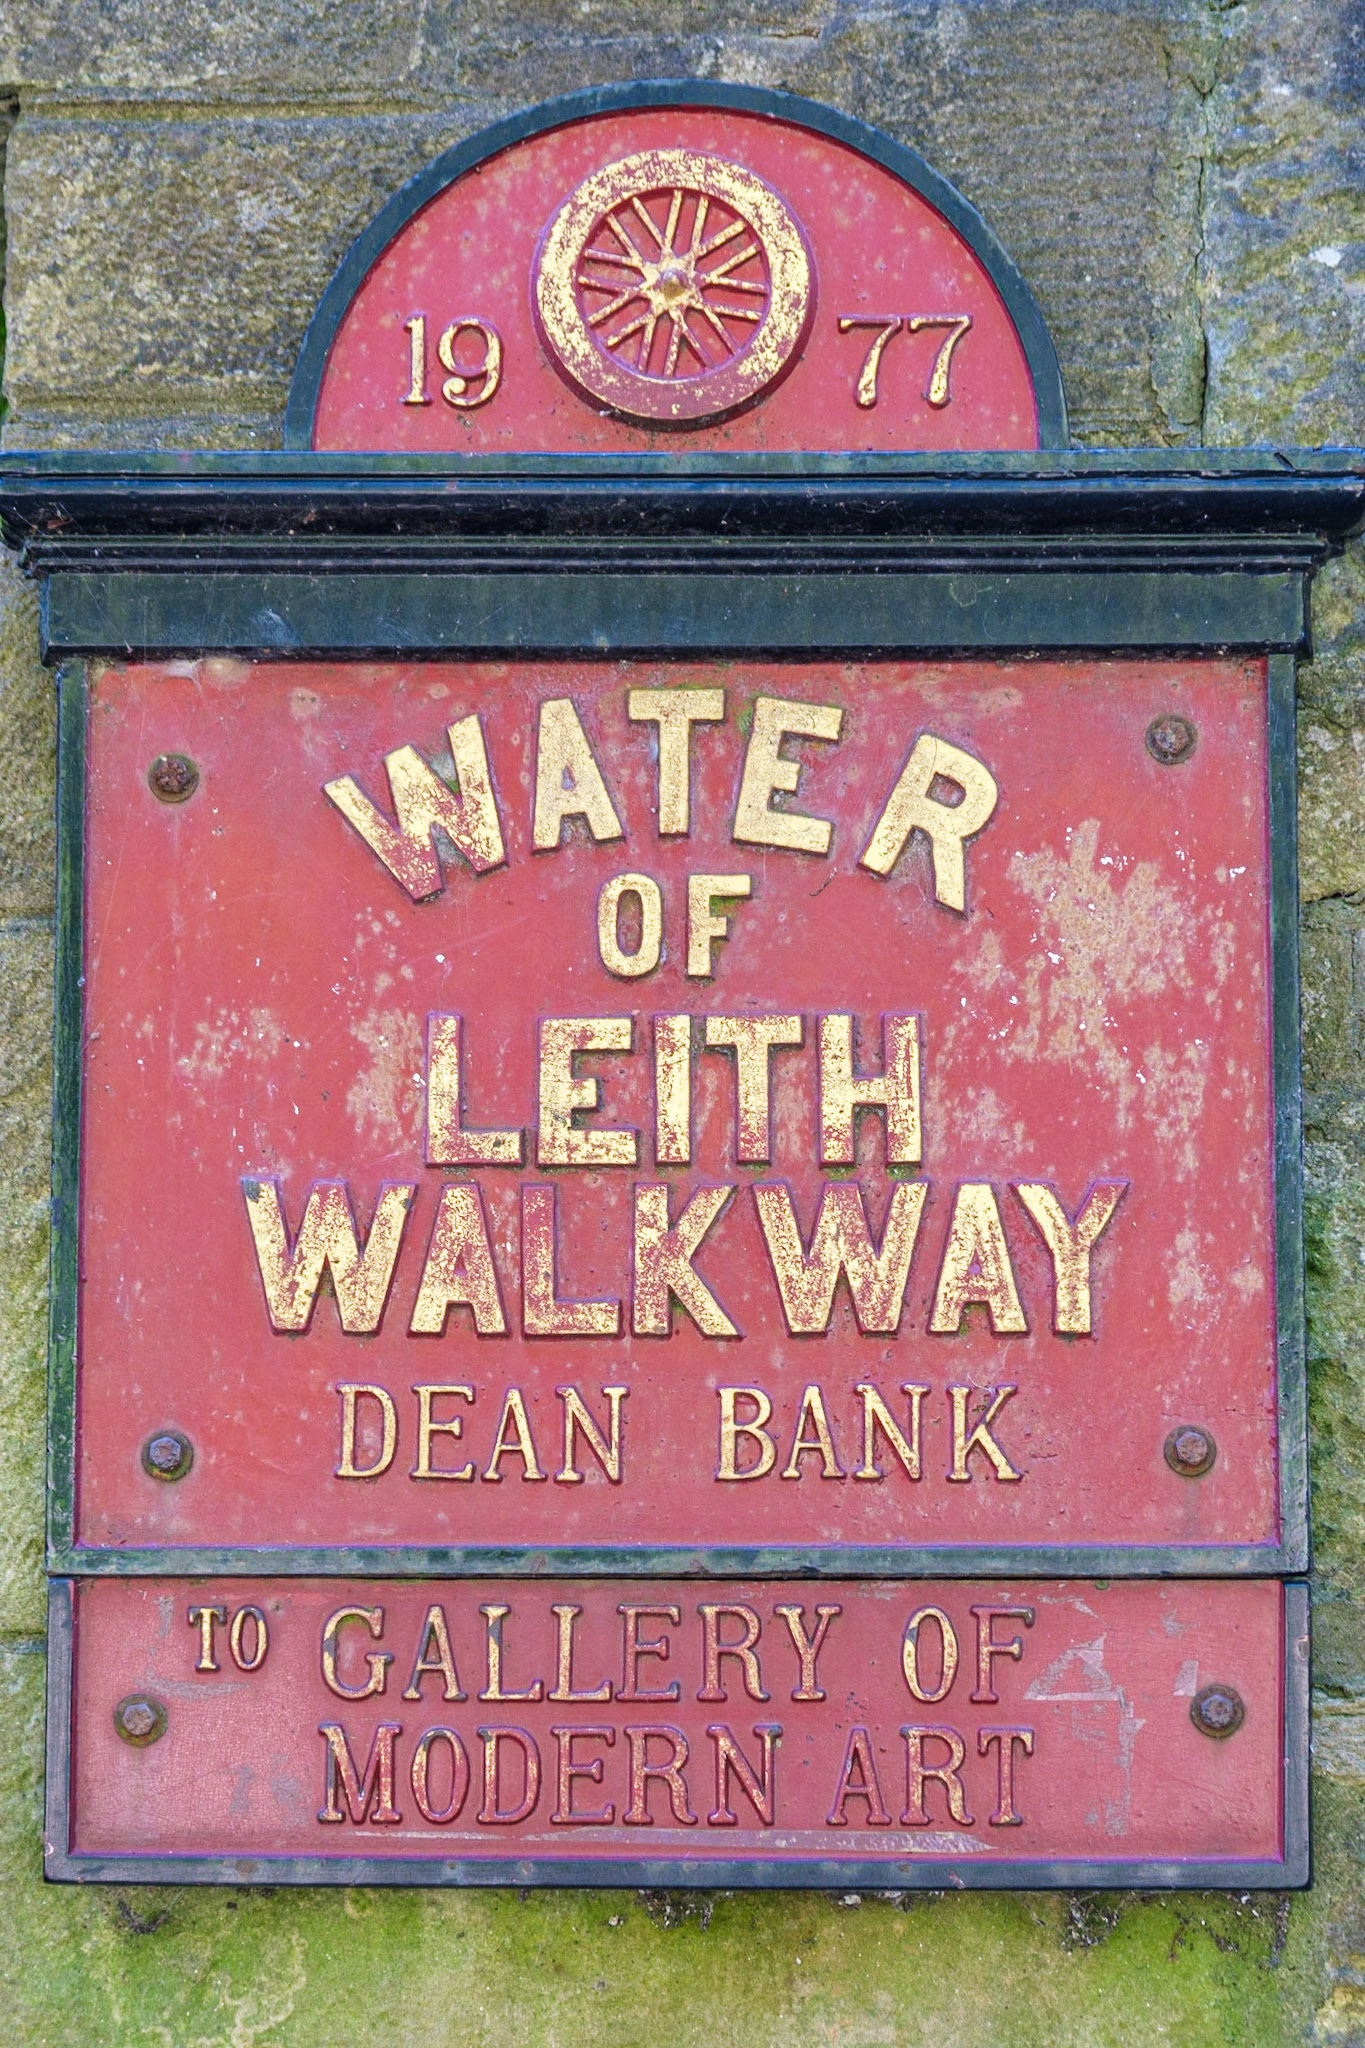 19 77
WATER
OF
LEITH
WALKWAY
DEAN BANK
TO GALLERY OF
MODERN ART